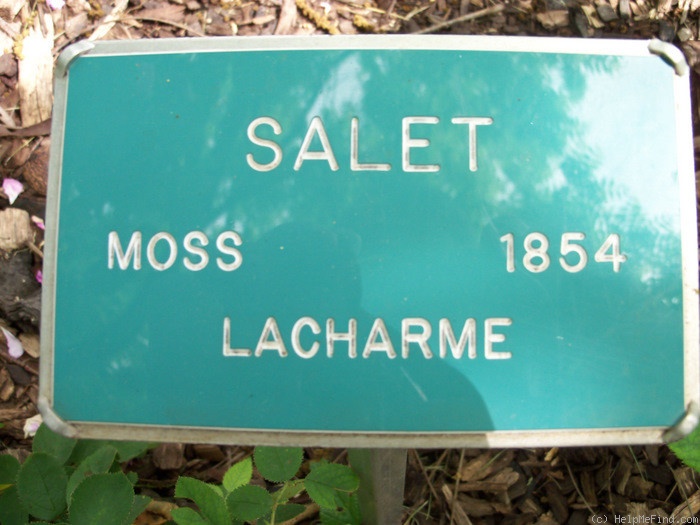 SALET
MOSS 1854
LACHARME
(c) HelpMeFind.com